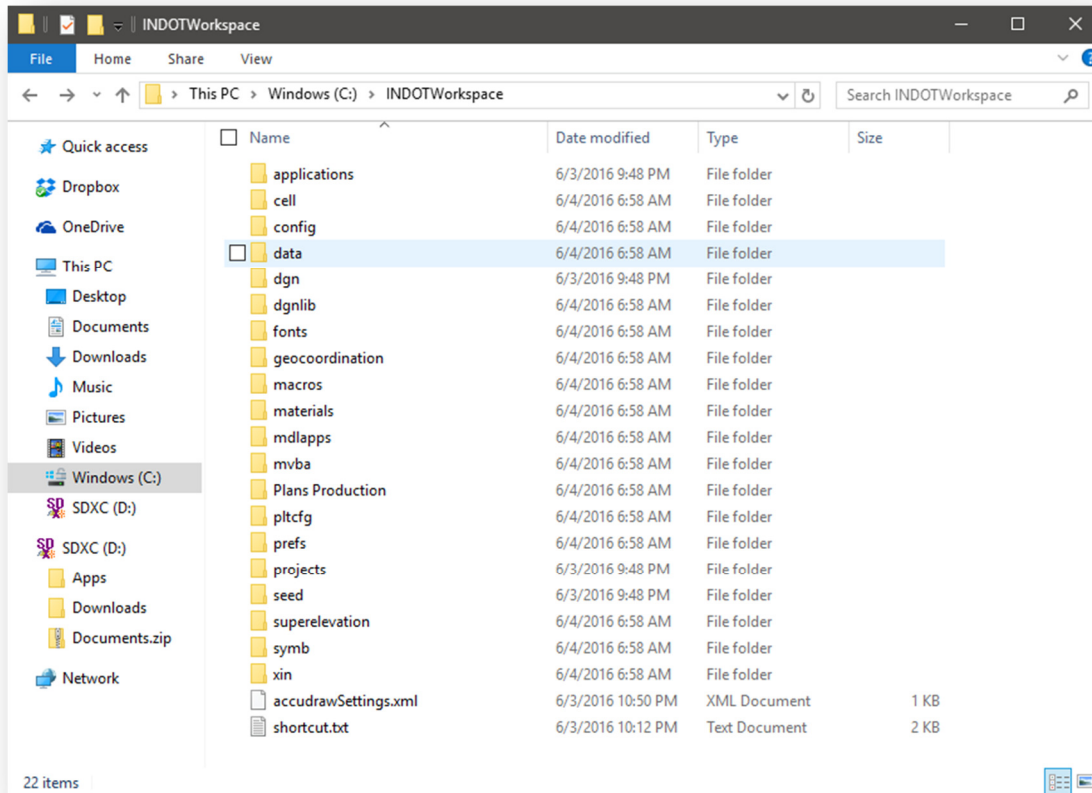 INDOTWorkspace
File Home Share View
This PC > Windows (C:) > INDOTWorkspace
Search INDOTWorkspace
Quick access
Dropbox
OneDrive
This PC
Desktop
Documents
Downloads
Music
Pictures
Videos
Windows (C:)
SDXC (D:)
SDXC (D:)
Apps
Downloads
Documents.zip
Network
Name Date modified Type Size
applications 6/3/2016 9:48 PM File folder
cell 6/4/2016 6:58 AM File folder
config 6/4/2016 6:58 AM File folder
data 6/4/2016 6:58 AM File folder
dgn 6/3/2016 9:48 PM File folder
dgnlib 6/4/2016 6:58 AM File folder
fonts 6/4/2016 6:58 AM File folder
geocoordination 6/4/2016 6:58 AM File folder
macros 6/4/2016 6:58 AM File folder
materials 6/4/2016 6:58 AM File folder
mdlapps 6/4/2016 6:58 AM File folder
mvba 6/4/2016 6:58 AM File folder
Plans Production 6/4/2016 6:58 AM File folder
pltcfg 6/4/2016 6:58 AM File folder
prefs 6/4/2016 6:58 AM File folder
projects 6/3/2016 9:48 PM File folder
seed 6/3/2016 9:48 PM File folder
superelevation 6/4/2016 6:58 AM File folder
symb 6/4/2016 6:58 AM File folder
xin 6/4/2016 6:58 AM File folder
accudrawSettings.xml 6/3/2016 10:50 PM XML Document 1 KB
shortcut.txt 6/3/2016 10:12 PM Text Document 2 KB
22 items